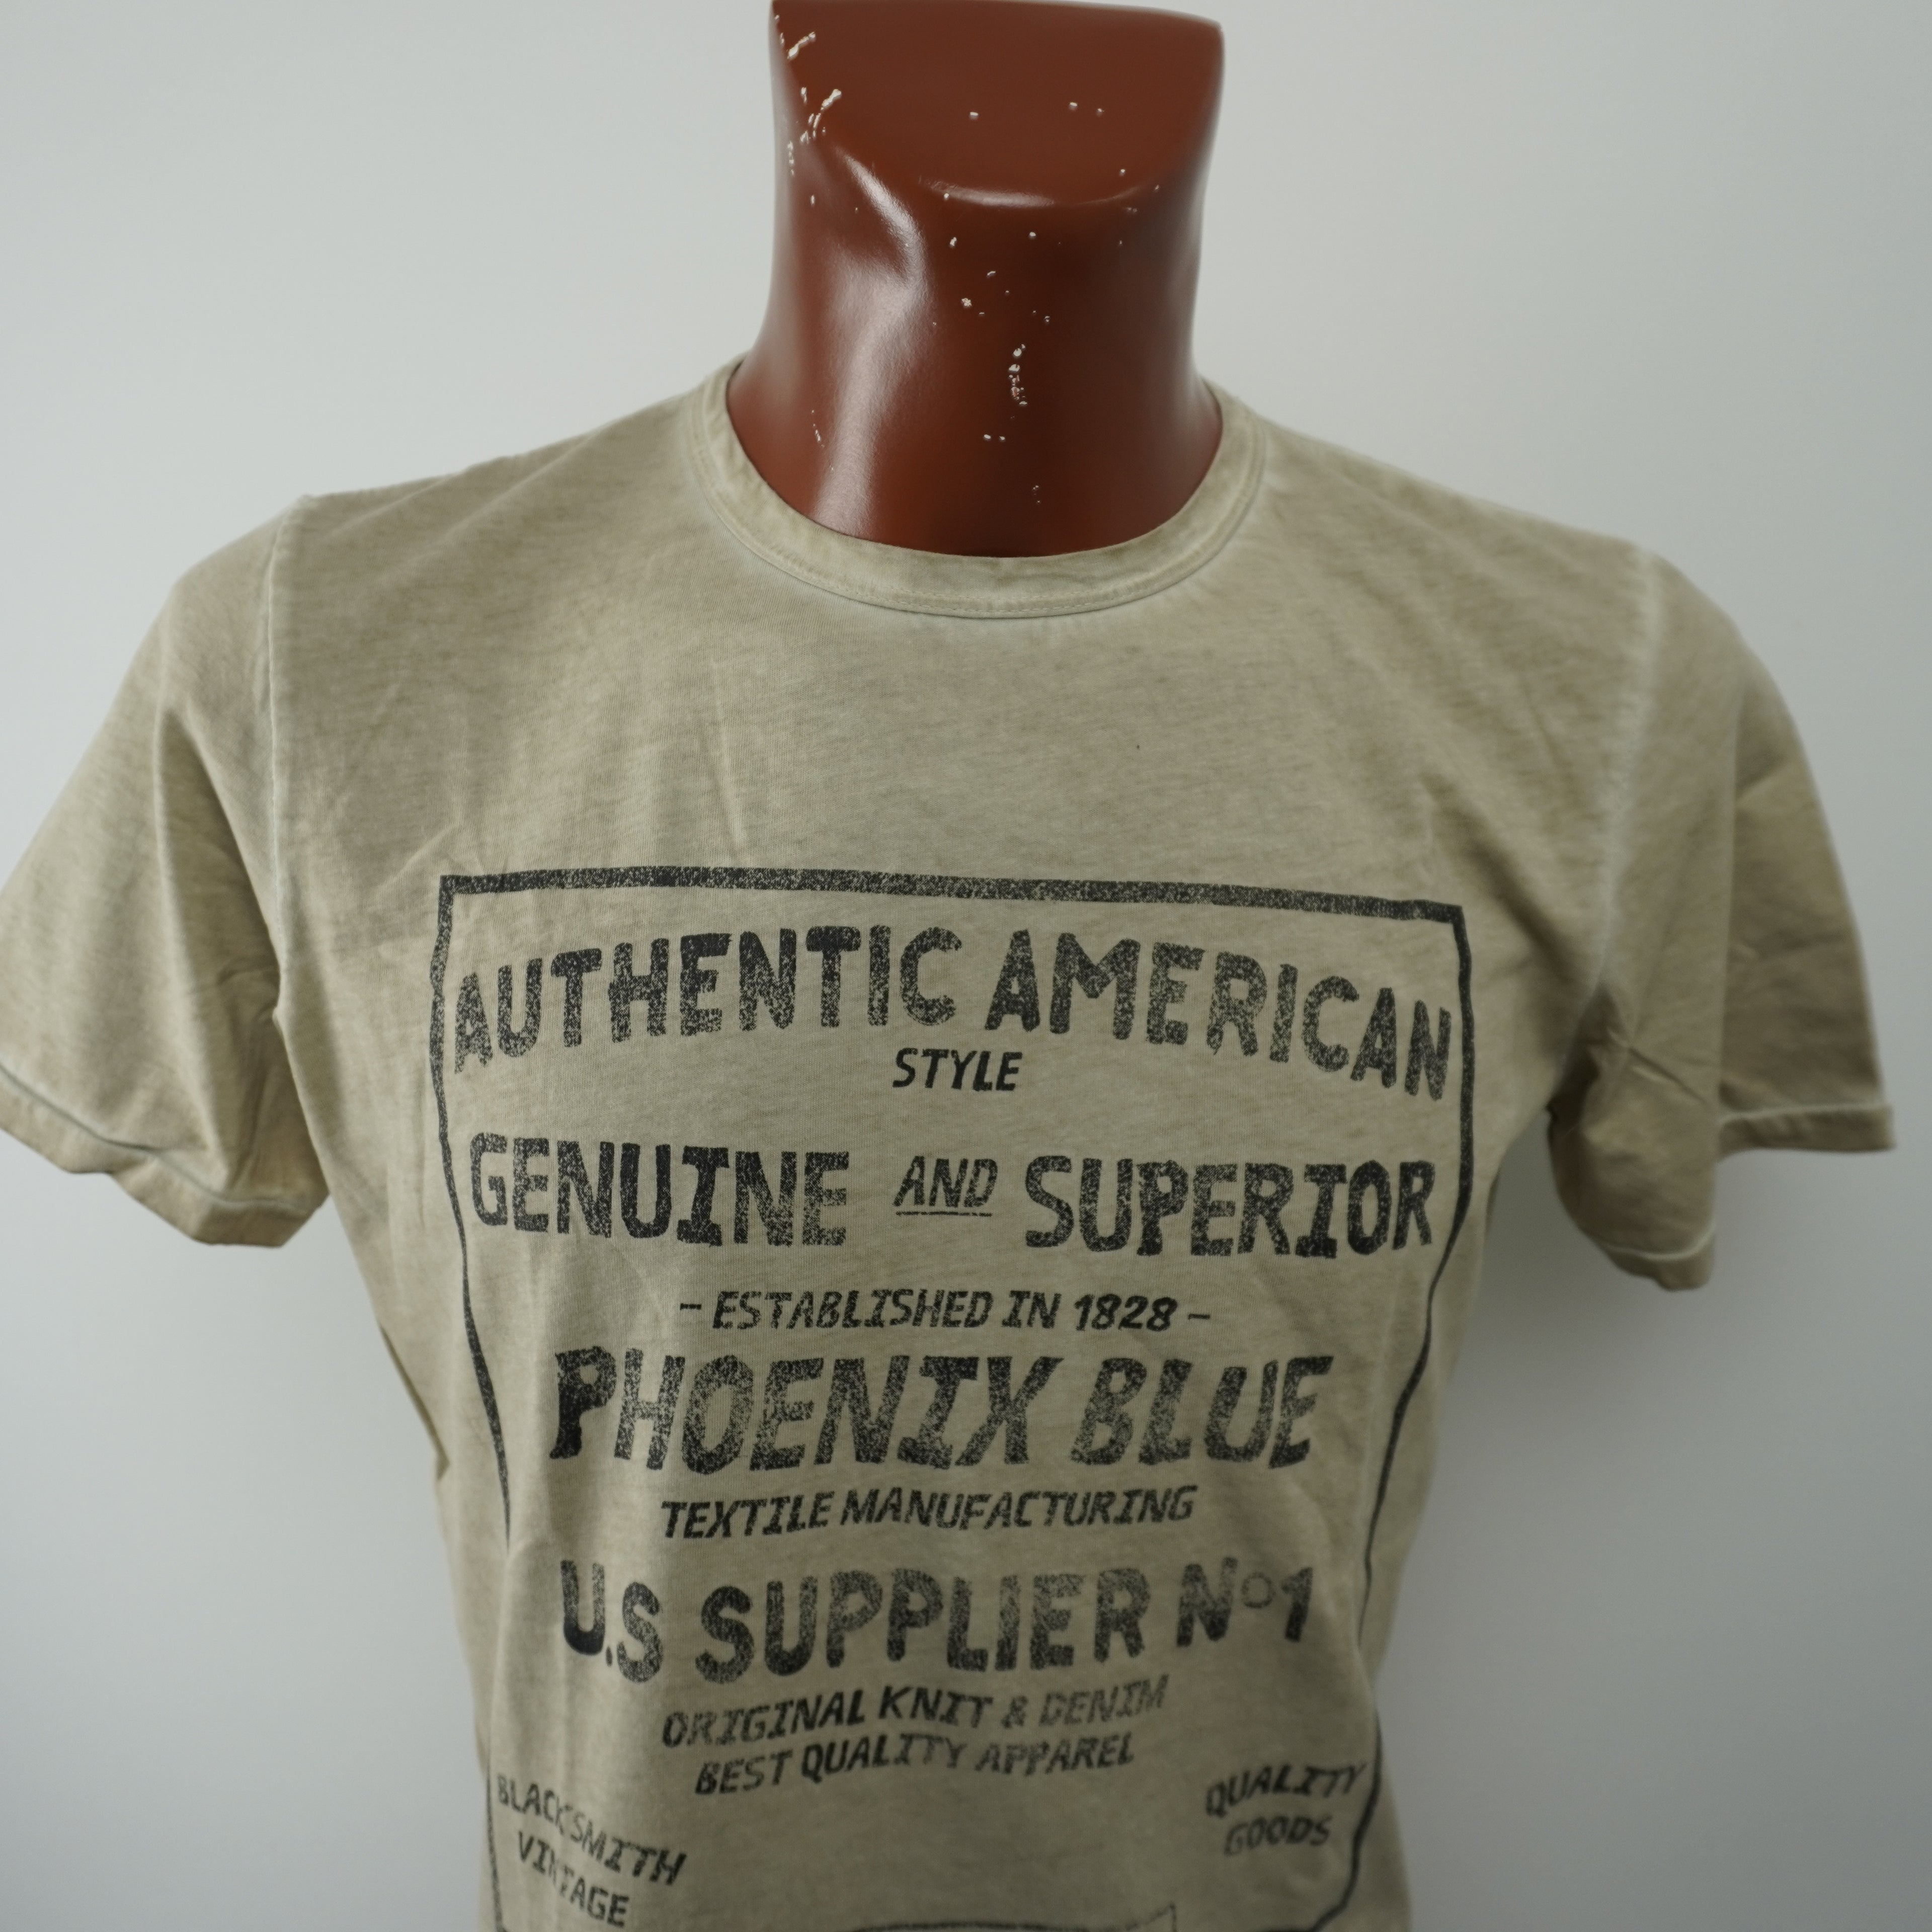 AUTHENTIC AMERICAN
STYLE
GENUINE AND SUPERIOR
- ESTABLISHED IN 1828 -
PHOENIX BLUE
TEXTILE MANUFACTURING
U.S SUPPLIER N°1
ORIGINAL KNIT & DENIM
BEST QUALITY APPAREL
BLACKSMITH
VINTAGE
QUALITY
GOODS